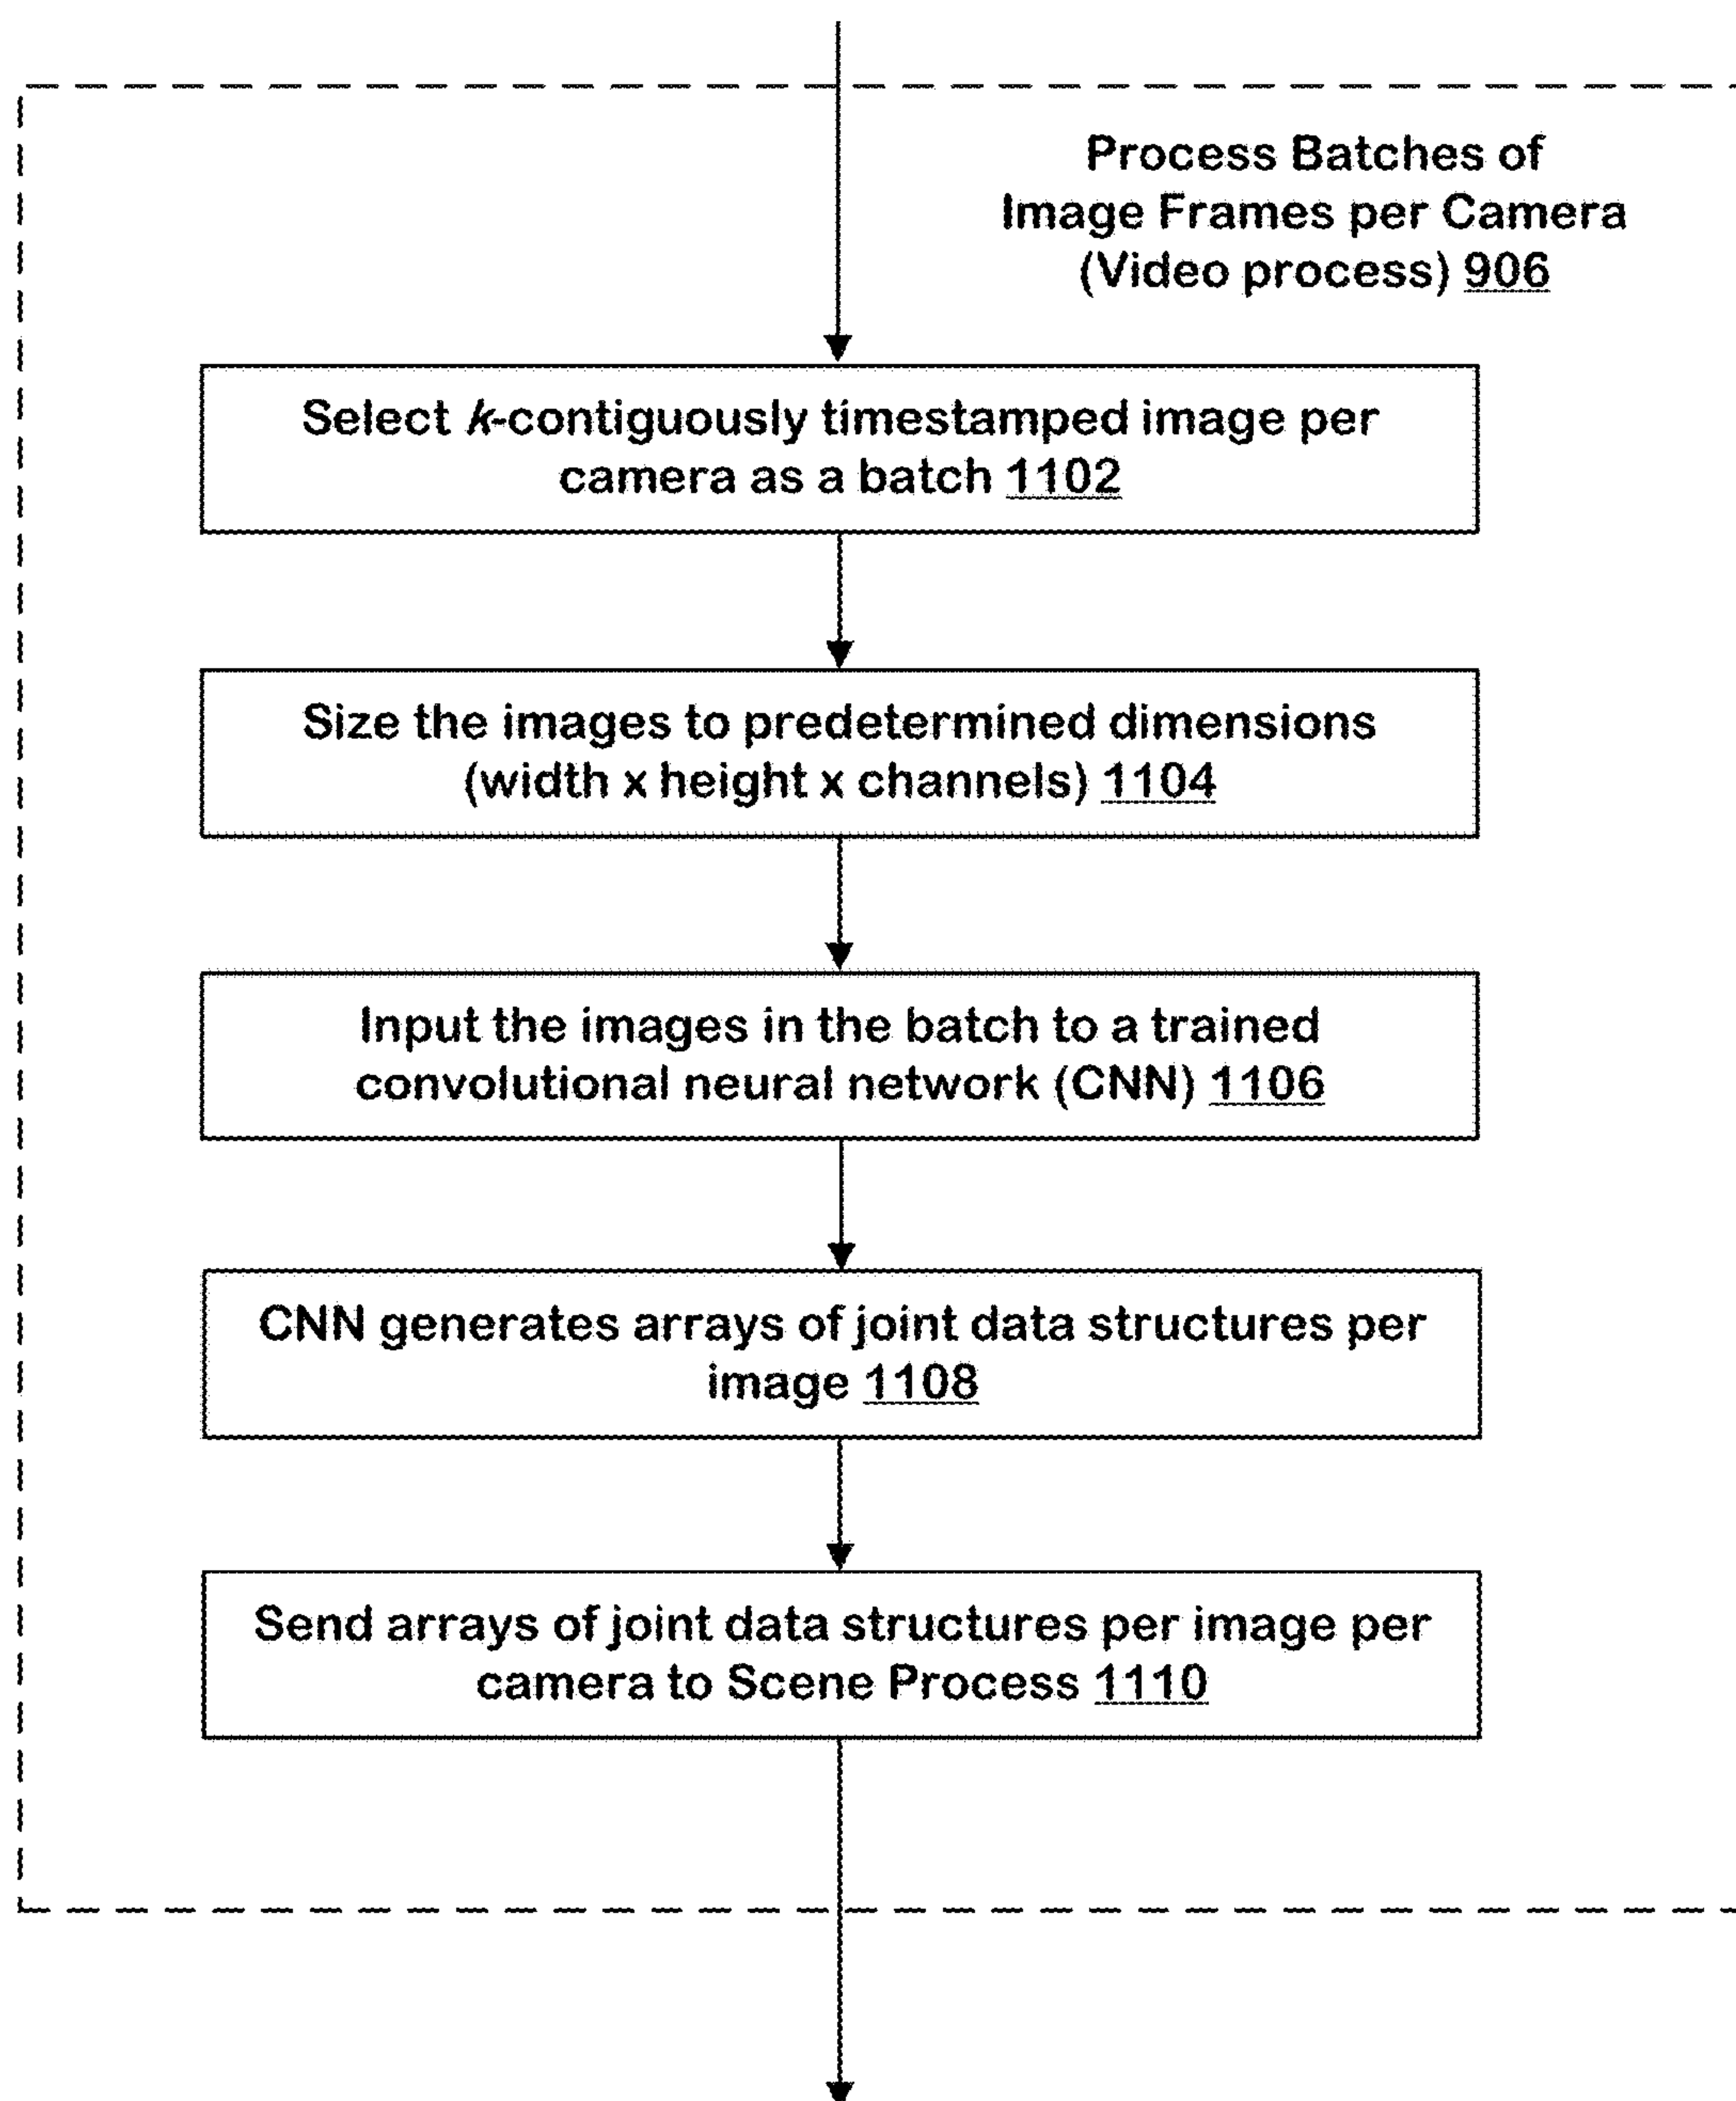 Process Batches of
Image Frames per Camera
(Video process) 906
Select k-contiguously timestamped image per
camera as a batch 1102
Size the images to predetermined dimensions
(width x height x channels) 1104
Input the images in the batch to a trained
convolutional neural network (CNN) 1106
CNN generates arrays of joint data structures per
image 1108
Send arrays of joint data structures per image per
camera to Scene Process 1110